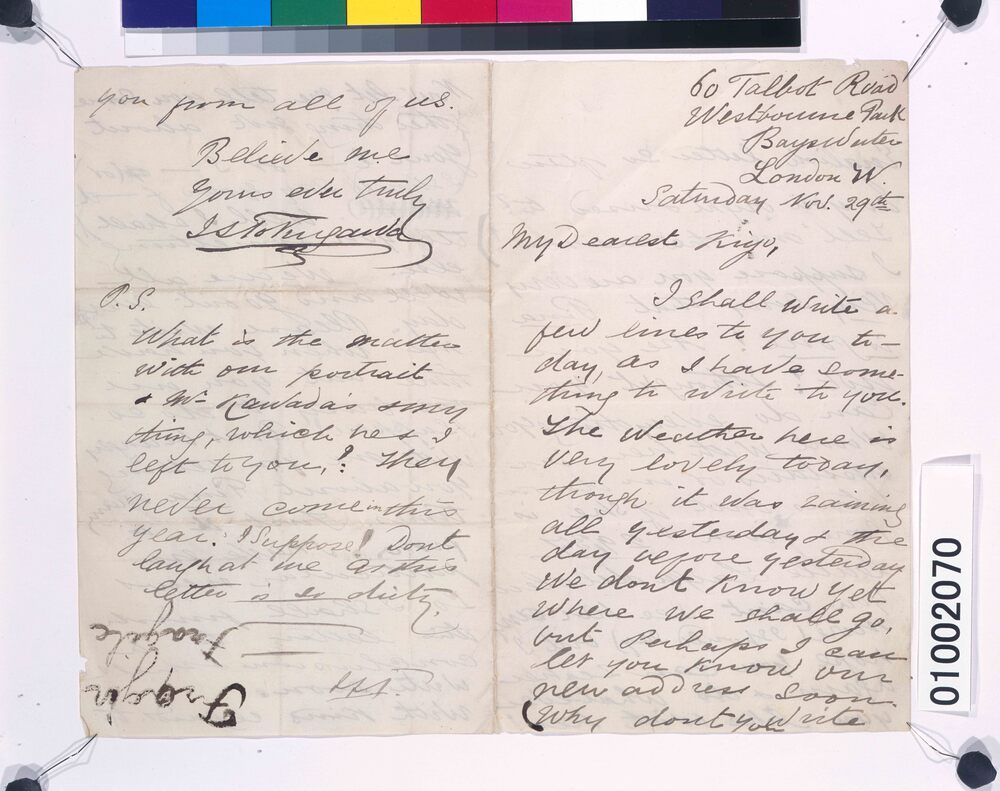 60 Talbot Road
Westbourne Park
Bayswater
London W.
Saturday Nov. 29th
My Dearest Kiyo,
I shall write a
few lines to you to-
day, as I have some-
thing to write to you.
The weather here is
very lovely today,
though it was raining
all yesterday & the
day before yesterday
We dont know yet
where we shall go,
but Perhaps I can
let you know our
new address soon.
(Why dont you write
you from all of us.
Believe me
yours ever truly
I S Tokugawa
P.S.
What is the matter
with our portrait
& Mr Kawada's
thing, which I
left to you,? They
never come in this
year. I suppose! Dont
laugh at me as this
letter is so dirty.
Fragile